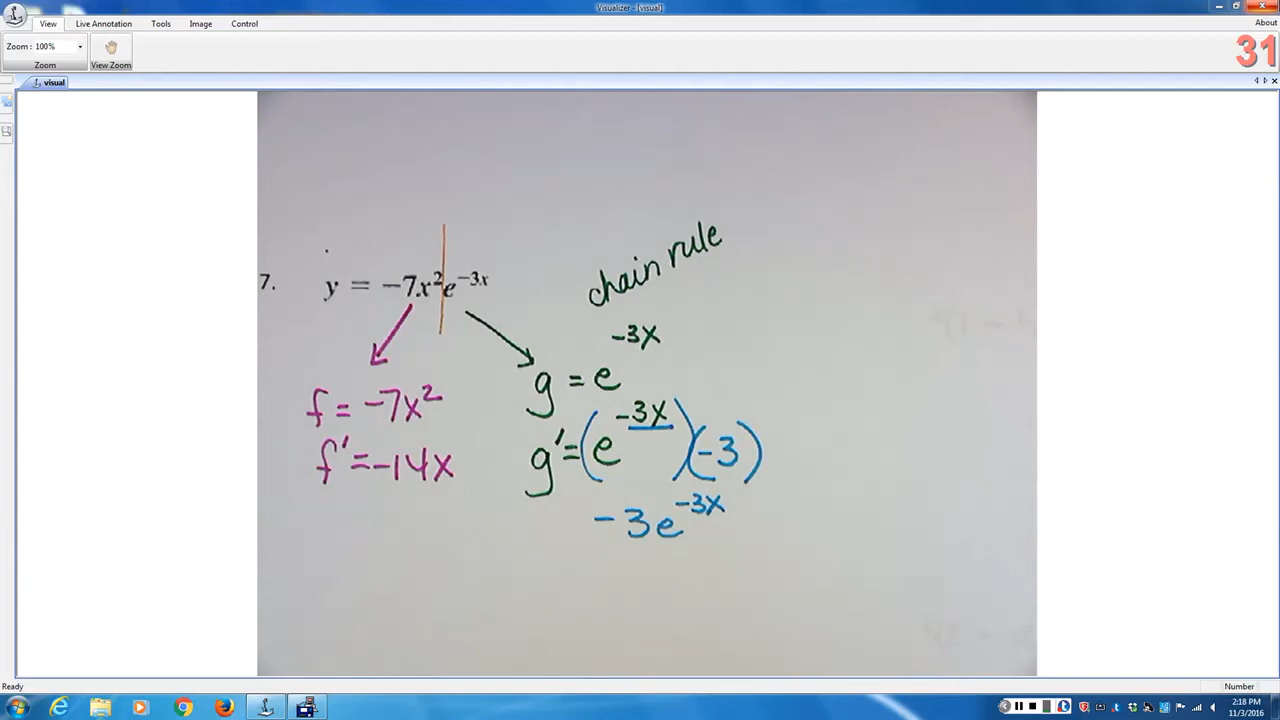 Visualizer - [visual]
View Live Annotation Tools Image Control About
Zoom : 100%
Zoom View Zoom
31
visual
chain rule
7. y = -7x²e^{-3x}
g = e^{-3x}
f = -7x²
g' = (e^{-3x})(-3)
f' = -14x
-3e^{-3x}
Ready Number
2:18 PM
11/3/2016